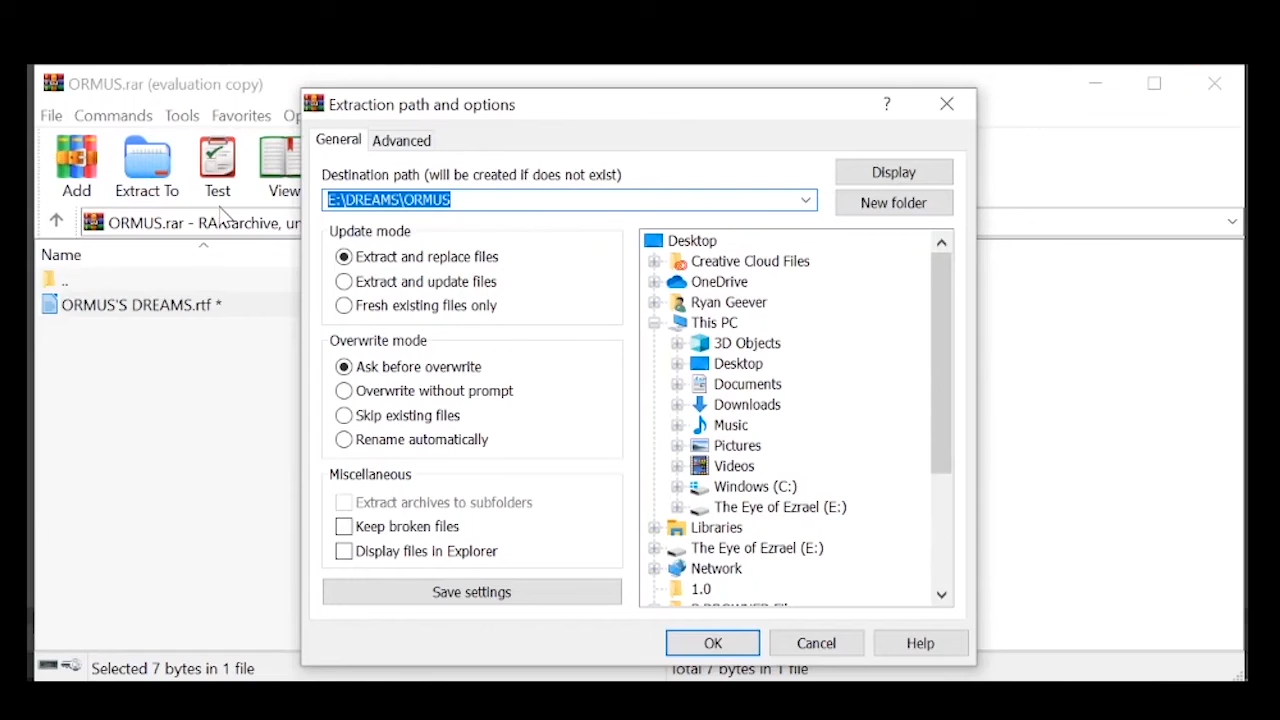 ORMUS.rar (evaluation copy)
File Commands Tools Favorites
Add Extract To Test View
ORMUS.rar - RAR archive,
Name
..
ORMUS'S DREAMS.rtf *
Selected 7 bytes in 1 file
Total 7 bytes in 1 file
Extraction path and options
?
General Advanced
Destination path (will be created if does not exist)
E:\DREAMS\ORMUS
Display
New folder
Update mode
Extract and replace files
Extract and update files
Fresh existing files only
Overwrite mode
Ask before overwrite
Overwrite without prompt
Skip existing files
Rename automatically
Miscellaneous
Extract archives to subfolders
Keep broken files
Display files in Explorer
Save settings
Desktop
Creative Cloud Files
OneDrive
Ryan Geever
This PC
3D Objects
Desktop
Documents
Downloads
Music
Pictures
Videos
Windows (C:)
The Eye of Ezrael (E:)
Libraries
The Eye of Ezrael (E:)
Network
1.0
OK Cancel Help